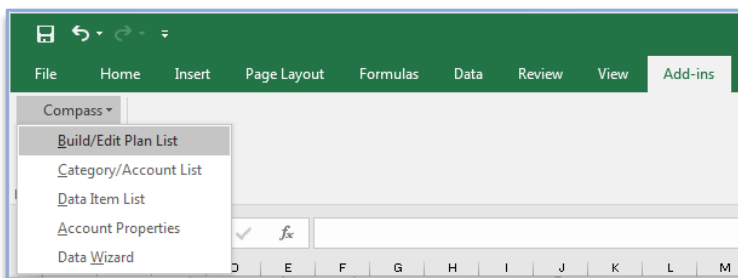 File Home Insert Page Layout Formulas Data Review View Add-ins
Compass
Build/Edit Plan List
Category/Account List
Data Item List
Account Properties
Data Wizard
fx
E F G H I J K L M